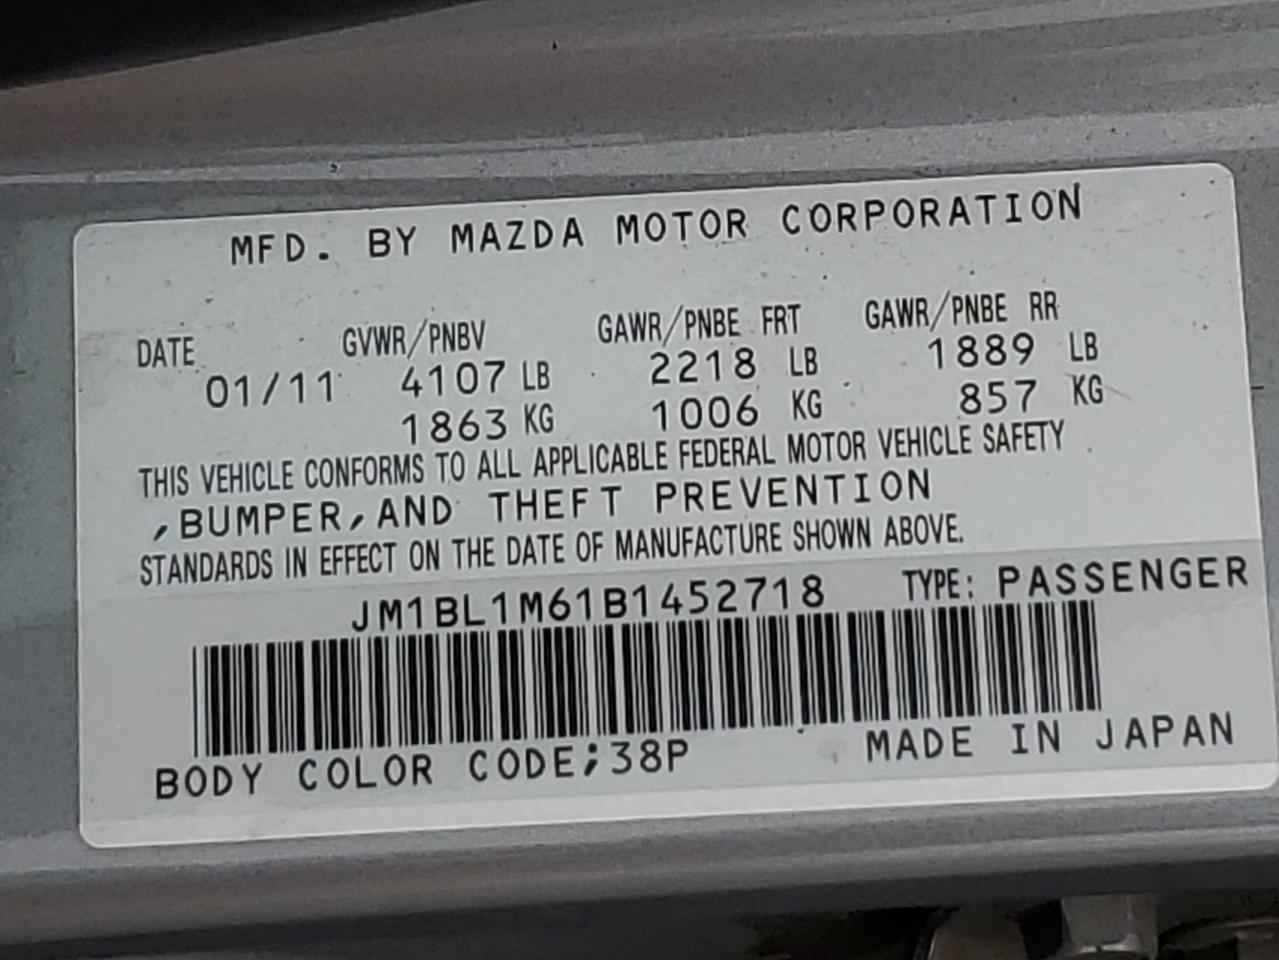 MFD. BY MAZDA MOTOR CORPORATION
DATE GVWR/PNBV GAWR/PNBE FRT GAWR/PNBE RR
01/11 4107 LB 2218 LB 1889 LB
1863 KG 1006 KG 857 KG
THIS VEHICLE CONFORMS TO ALL APPLICABLE FEDERAL MOTOR VEHICLE SAFETY
,BUMPER,AND THEFT PREVENTION
STANDARDS IN EFFECT ON THE DATE OF MANUFACTURE SHOWN ABOVE.
JM1BL1M61B1452718 TYPE: PASSENGER
BODY COLOR CODE;38P MADE IN JAPAN